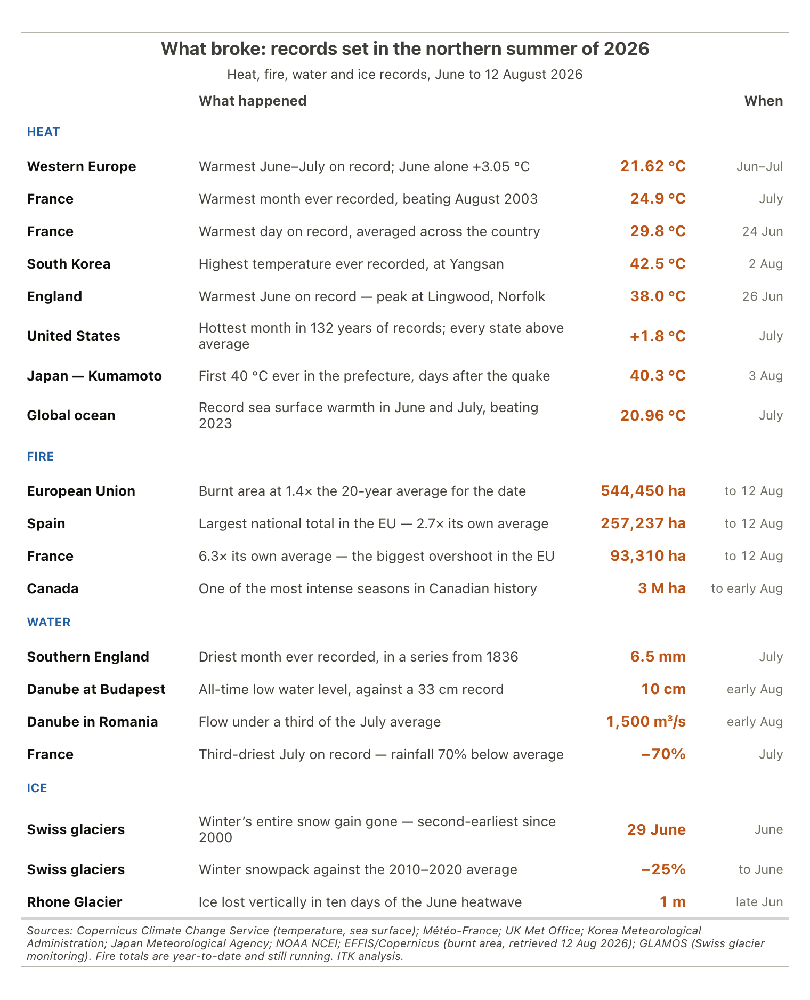 What broke: records set in the northern summer of 2026
Heat, fire, water and ice records, June to 12 August 2026
What happened When
HEAT
Western Europe Warmest June–July on record; June alone +3.05 °C 21.62 °C Jun–Jul
France Warmest month ever recorded, beating August 2003 24.9 °C July
France Warmest day on record, averaged across the country 29.8 °C 24 Jun
South Korea Highest temperature ever recorded, at Yangsan 42.5 °C 2 Aug
England Warmest June on record — peak at Lingwood, Norfolk 38.0 °C 26 Jun
United States Hottest month in 132 years of records; every state above
average +1.8 °C July
Japan — Kumamoto First 40 °C ever in the prefecture, days after the quake 40.3 °C 3 Aug
Global ocean Record sea surface warmth in June and July, beating
2023 20.96 °C July
FIRE
European Union Burnt area at 1.4× the 20-year average for the date 544,450 ha to 12 Aug
Spain Largest national total in the EU — 2.7× its own average 257,237 ha to 12 Aug
France 6.3× its own average — the biggest overshoot in the EU 93,310 ha to 12 Aug
Canada One of the most intense seasons in Canadian history 3 M ha to early Aug
WATER
Southern England Driest month ever recorded, in a series from 1836 6.5 mm July
Danube at Budapest All-time low water level, against a 33 cm record 10 cm early Aug
Danube in Romania Flow under a third of the July average 1,500 m³/s early Aug
France Third-driest July on record — rainfall 70% below average −70% July
ICE
Swiss glaciers Winter’s entire snow gain gone — second-earliest since
2000 29 June June
Swiss glaciers Winter snowpack against the 2010–2020 average −25% to June
Rhone Glacier Ice lost vertically in ten days of the June heatwave 1 m late Jun
Sources: Copernicus Climate Change Service (temperature, sea surface); Météo-France; UK Met Office; Korea Meteorological
Administration; Japan Meteorological Agency; NOAA NCEI; EFFIS/Copernicus (burnt area, retrieved 12 Aug 2026); GLAMOS (Swiss glacier
monitoring). Fire totals are year-to-date and still running. ITK analysis.